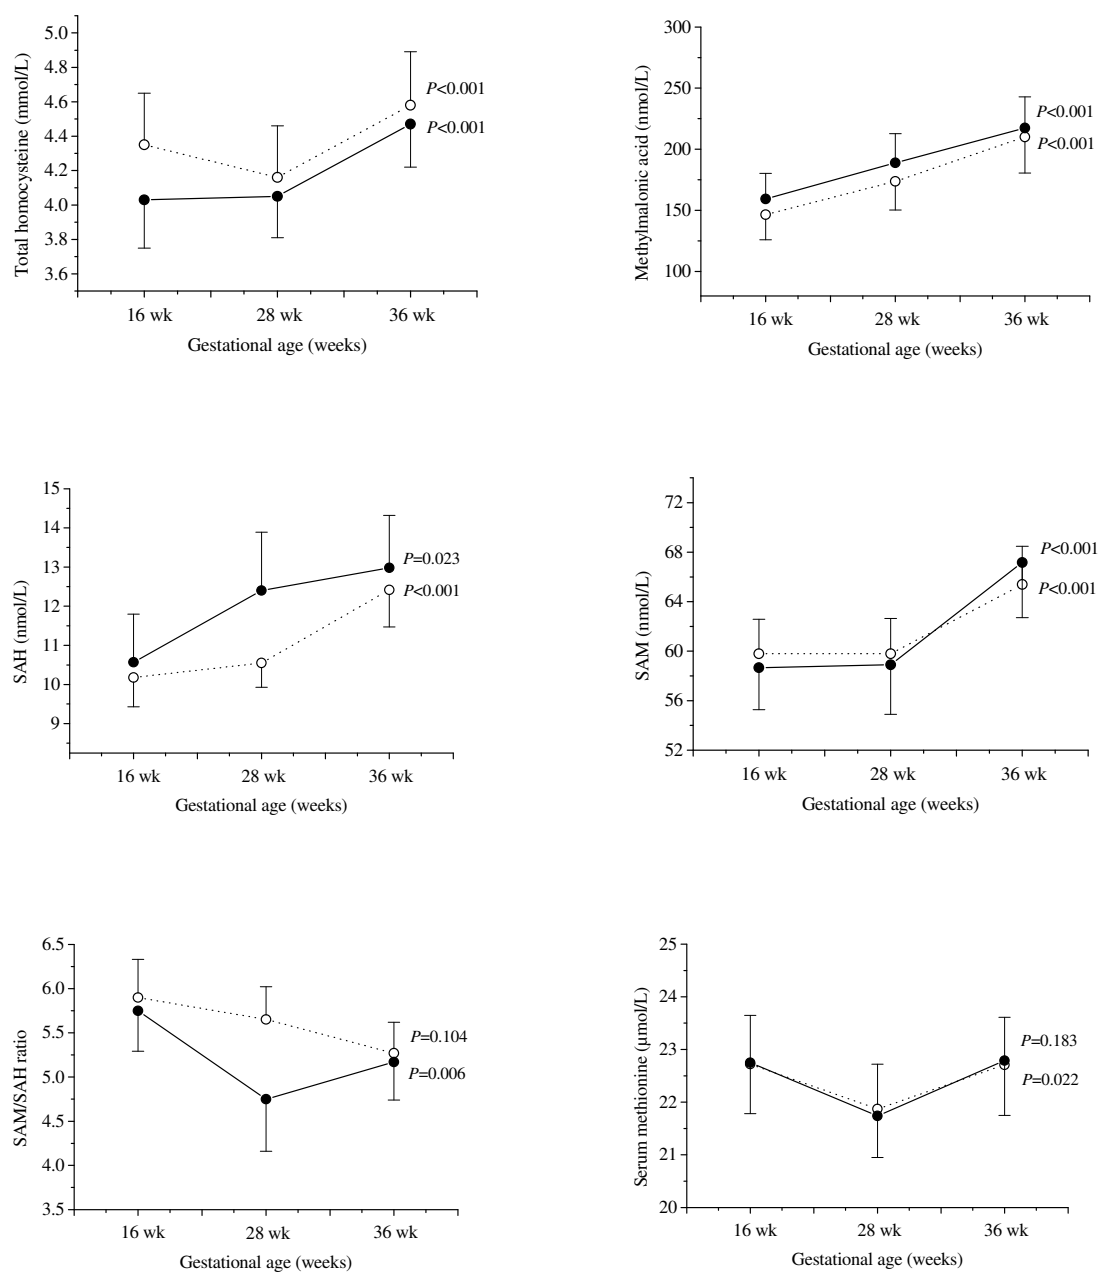 5.0
4.8
4.6
4.4
4.2
4.0
3.8
3.6
Total homocysteine (mmol/L)
P<0.001
P<0.001
16 wk 28 wk 36 wk
Gestational age (weeks)
300
250
200
150
100
Methylmalonic acid (nmol/L)
P<0.001
P<0.001
16 wk 28 wk 36 wk
Gestational age (weeks)
15
14
13
12
11
10
9
SAH (nmol/L)
P=0.023
P<0.001
16 wk 28 wk 36 wk
Gestational age (weeks)
72
68
64
60
56
52
SAM (nmol/L)
P<0.001
P<0.001
16 wk 28 wk 36 wk
Gestational age (weeks)
6.5
6.0
5.5
5.0
4.5
4.0
3.5
SAM/SAH ratio
P=0.104
P=0.006
16 wk 28 wk 36 wk
Gestational age (weeks)
25
24
23
22
21
20
Serum methionine (μmol/L)
P=0.183
P=0.022
16 wk 28 wk 36 wk
Gestational age (weeks)